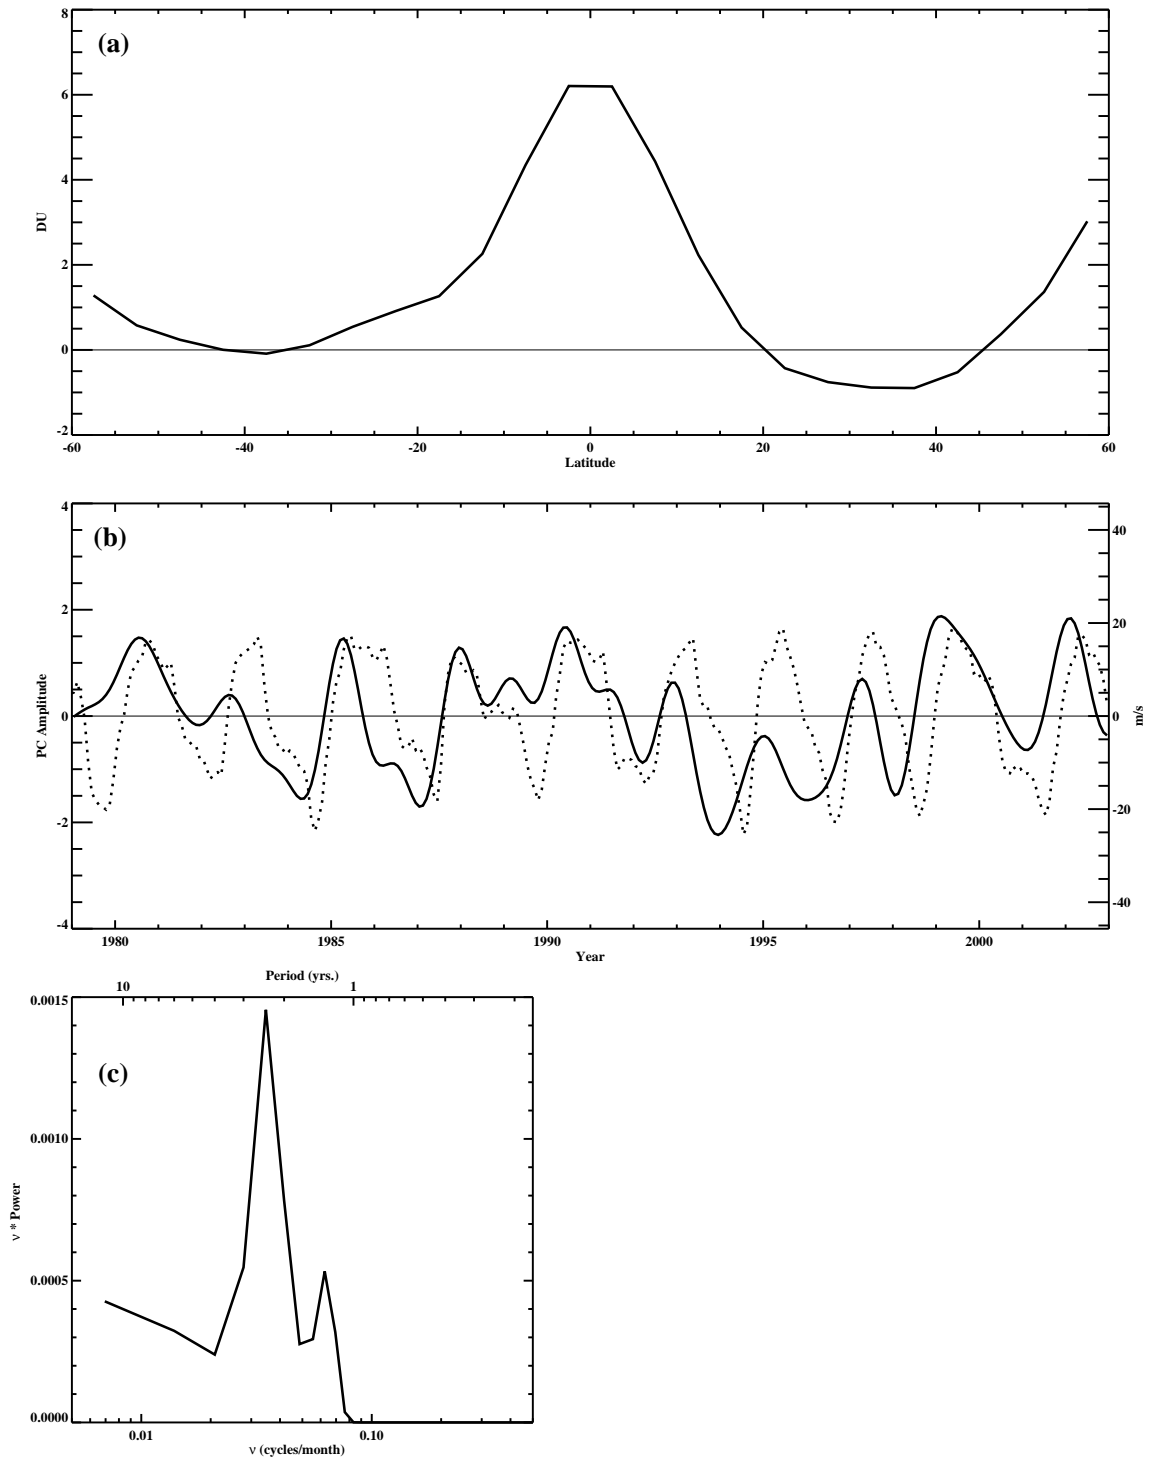 (a)
8
6
4
2
0
-2
DU
-60 -40 -20 0 20 40 60
Latitude
(b)
4
2
0
-2
-4
PC Amplitude
40
20
0
-20
-40
m/s
1980 1985 1990 1995 2000
Year
Period (yrs.)
10 1
(c)
0.0015
0.0010
0.0005
0.0000
ν * Power
0.01 0.10
ν (cycles/month)